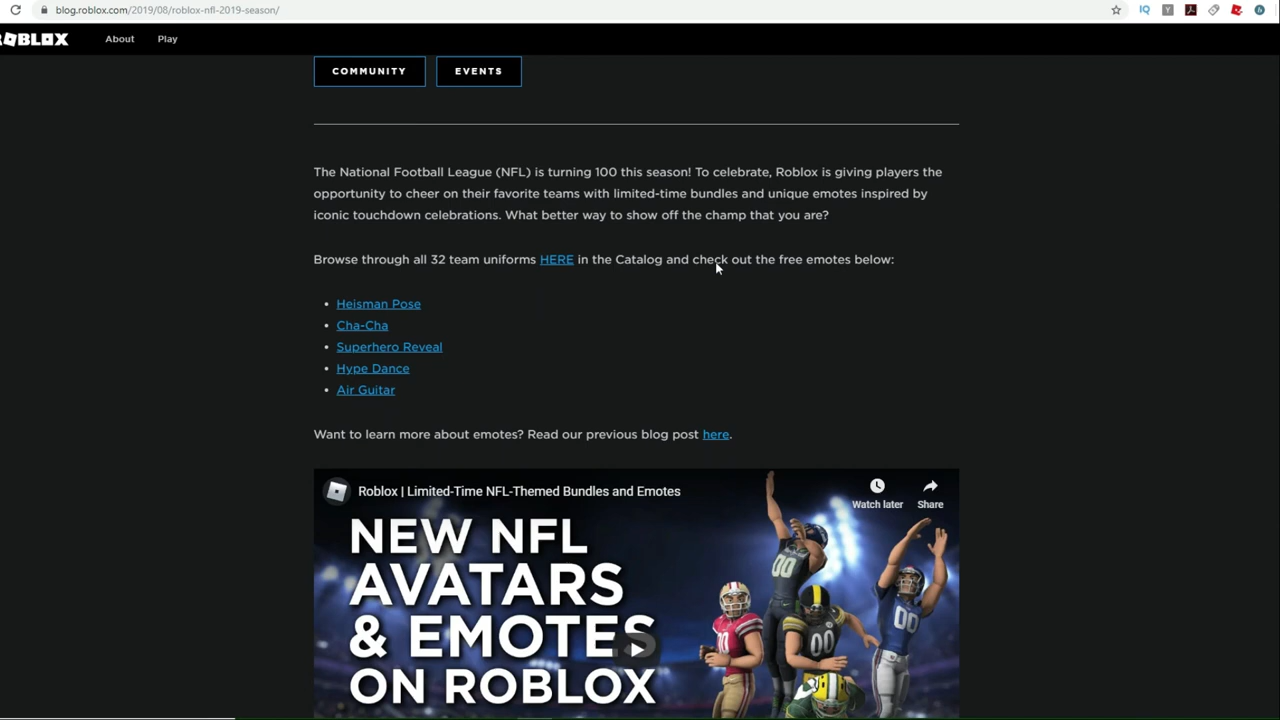 blog.roblox.com/2019/08/roblox-nfl-2019-season/
ROBLOX About Play
COMMUNITY EVENTS
The National Football League (NFL) is turning 100 this season! To celebrate, Roblox is giving players the
opportunity to cheer on their favorite teams with limited-time bundles and unique emotes inspired by
iconic touchdown celebrations. What better way to show off the champ that you are?
Browse through all 32 team uniforms HERE in the Catalog and check out the free emotes below:
• Heisman Pose
• Cha-Cha
• Superhero Reveal
• Hype Dance
• Air Guitar
Want to learn more about emotes? Read our previous blog post here.
Roblox | Limited-Time NFL-Themed Bundles and Emotes
Watch later Share
NEW NFL
AVATARS
& EMOTES
ON ROBLOX
00
00
00